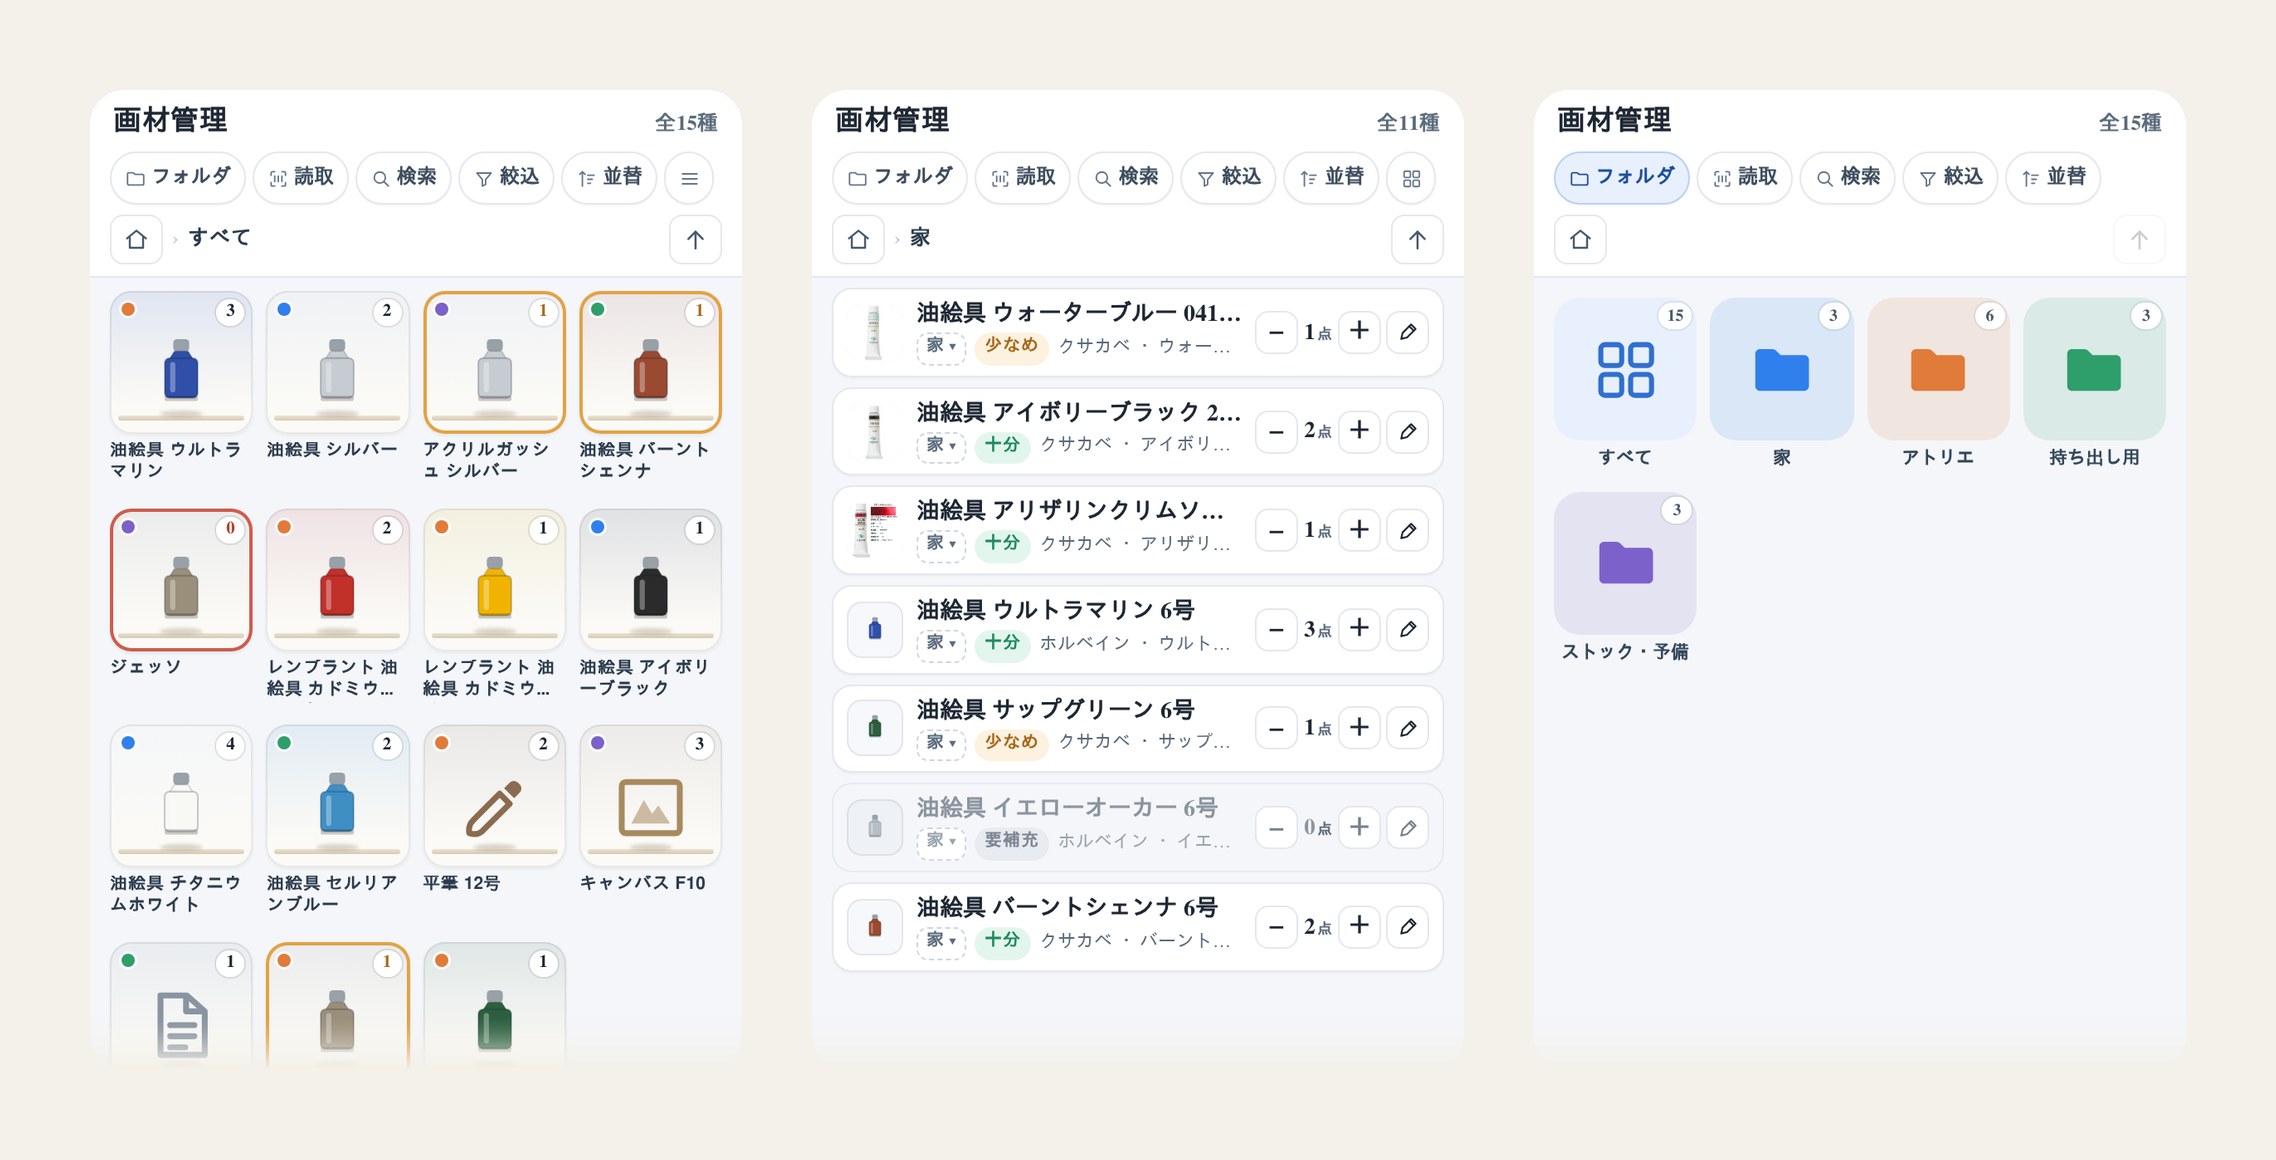 画材管理
全15種
フォルダ
読取
検索
絞込
並替
› すべて
3
2
1
1
油絵具 ウルトラ
マリン
油絵具 シルバー
アクリルガッシ
ュ シルバー
油絵具 バーント
シェンナ
0
2
1
1
ジェッソ
レンブラント 油
絵具 カドミウ...
レンブラント 油
絵具 カドミウ...
油絵具 アイボリ
ーブラック
4
2
2
3
油絵具 チタニウ
ムホワイト
油絵具 セルリア
ンブルー
平筆 12号
キャンバス F10
1
1
1
画材管理
全11種
フォルダ
読取
検索
絞込
並替
› 家
油絵具 ウォーターブルー 041...
家 ▾ 少なめ クサカベ ・ ウォー...
− 1点 +
油絵具 アイボリーブラック 2...
家 ▾ 十分 クサカベ ・ アイボリ...
− 2点 +
油絵具 アリザリンクリムソ...
家 ▾ 十分 クサカベ ・ アリザリ...
− 1点 +
油絵具 ウルトラマリン 6号
家 ▾ 十分 ホルベイン ・ ウルト...
− 3点 +
油絵具 サップグリーン 6号
家 ▾ 少なめ クサカベ ・ サップ...
− 1点 +
油絵具 イエローオーカー 6号
家 ▾ 要補充 ホルベイン ・ イエ...
− 0点 +
油絵具 バーントシェンナ 6号
家 ▾ 十分 クサカベ ・ バーント...
− 2点 +
画材管理
全15種
フォルダ
読取
検索
絞込
並替
15
3
6
3
すべて
家
アトリエ
持ち出し用
3
ストック・予備